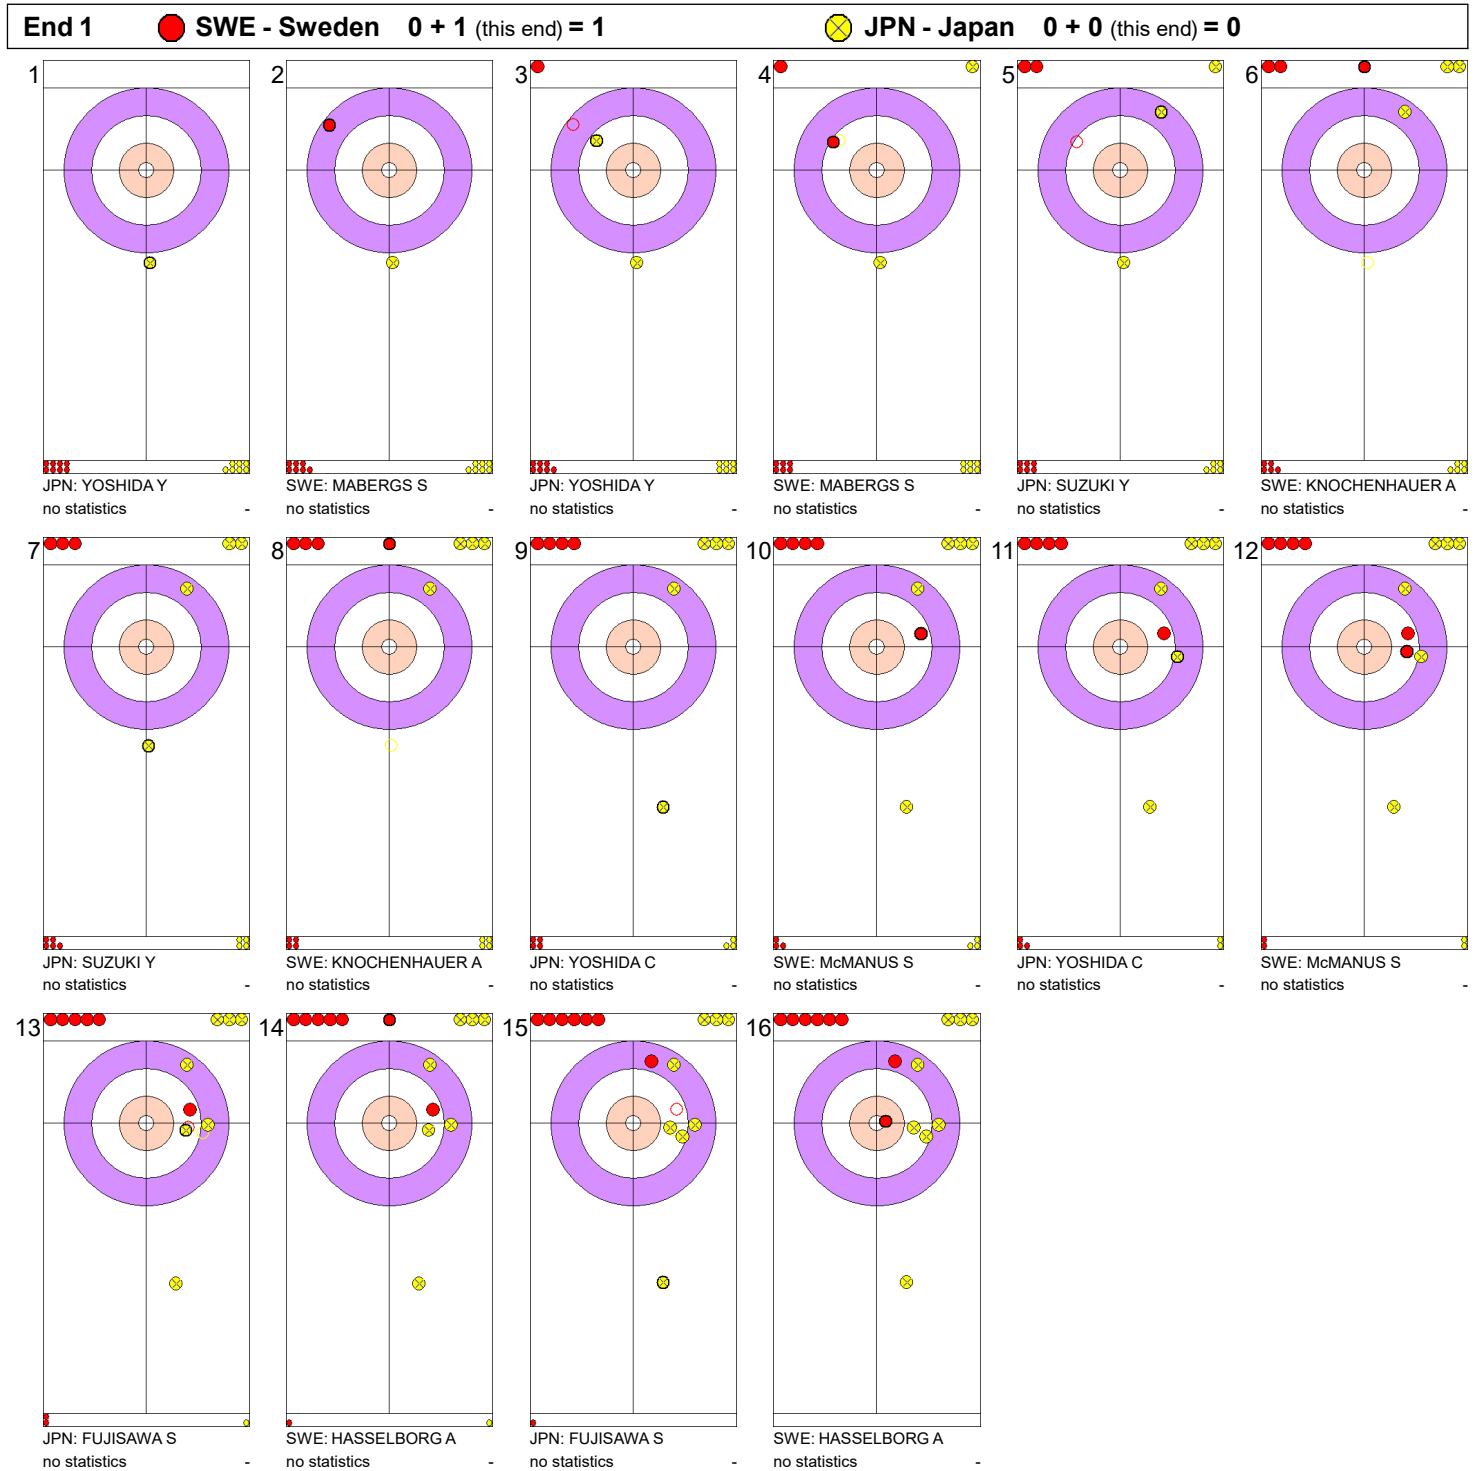 End 1 SWE - Sweden 0 + 1 (this end) = 1 JPN - Japan 0 + 0 (this end) = 0
1 2 3 4 5 6
JPN: YOSHIDA Y SWE: MABERGS S JPN: YOSHIDA Y SWE: MABERGS S JPN: SUZUKI Y SWE: KNOCHENHAUER A
no statistics - no statistics - no statistics - no statistics - no statistics - no statistics -
7 8 9 10 11 12
JPN: SUZUKI Y SWE: KNOCHENHAUER A JPN: YOSHIDA C SWE: McMANUS S JPN: YOSHIDA C SWE: McMANUS S
no statistics - no statistics - no statistics - no statistics - no statistics - no statistics -
13 14 15 16
JPN: FUJISAWA S SWE: HASSELBORG A JPN: FUJISAWA S SWE: HASSELBORG A
no statistics - no statistics - no statistics - no statistics -